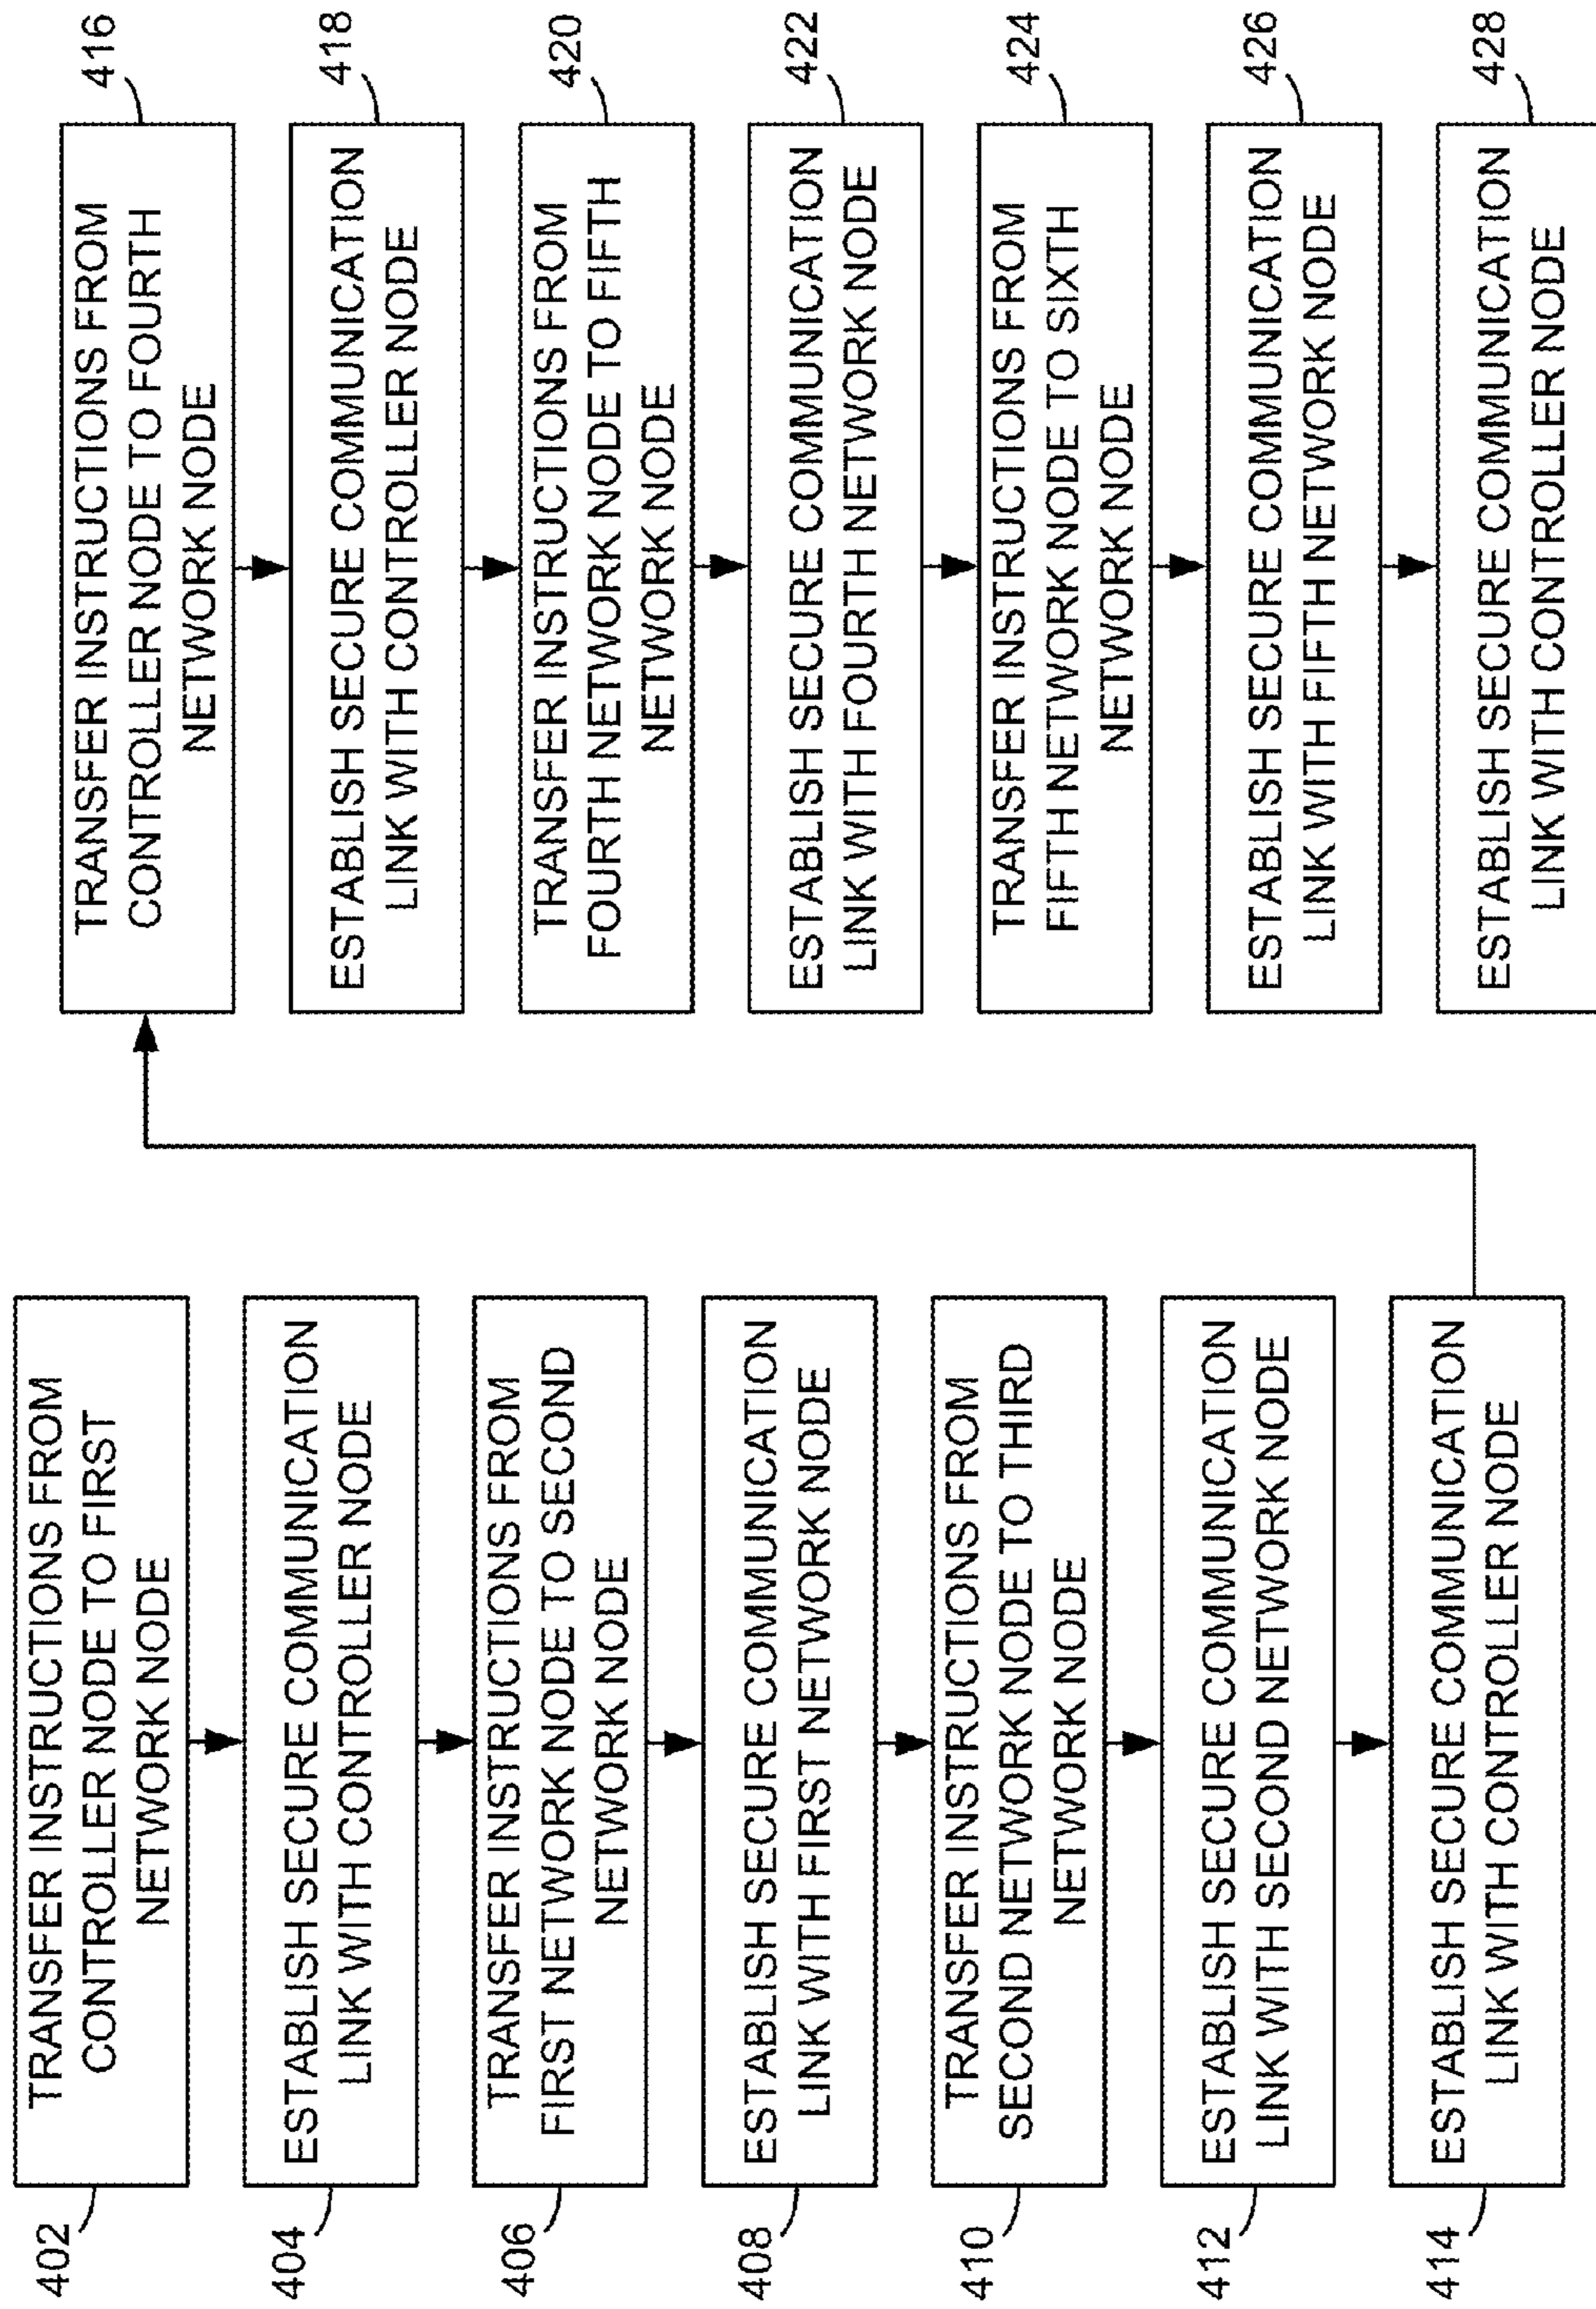 402
TRANSFER INSTRUCTIONS FROM
CONTROLLER NODE TO FIRST
NETWORK NODE
404
ESTABLISH SECURE COMMUNICATION
LINK WITH CONTROLLER NODE
406
TRANSFER INSTRUCTIONS FROM
FIRST NETWORK NODE TO SECOND
NETWORK NODE
408
ESTABLISH SECURE COMMUNICATION
LINK WITH FIRST NETWORK NODE
410
TRANSFER INSTRUCTIONS FROM
SECOND NETWORK NODE TO THIRD
NETWORK NODE
412
ESTABLISH SECURE COMMUNICATION
LINK WITH SECOND NETWORK NODE
414
ESTABLISH SECURE COMMUNICATION
LINK WITH CONTROLLER NODE
416
TRANSFER INSTRUCTIONS FROM
CONTROLLER NODE TO FOURTH
NETWORK NODE
418
ESTABLISH SECURE COMMUNICATION
LINK WITH CONTROLLER NODE
420
TRANSFER INSTRUCTIONS FROM
FOURTH NETWORK NODE TO FIFTH
NETWORK NODE
422
ESTABLISH SECURE COMMUNICATION
LINK WITH FOURTH NETWORK NODE
424
TRANSFER INSTRUCTIONS FROM
FIFTH NETWORK NODE TO SIXTH
NETWORK NODE
426
ESTABLISH SECURE COMMUNICATION
LINK WITH FIFTH NETWORK NODE
428
ESTABLISH SECURE COMMUNICATION
LINK WITH CONTROLLER NODE